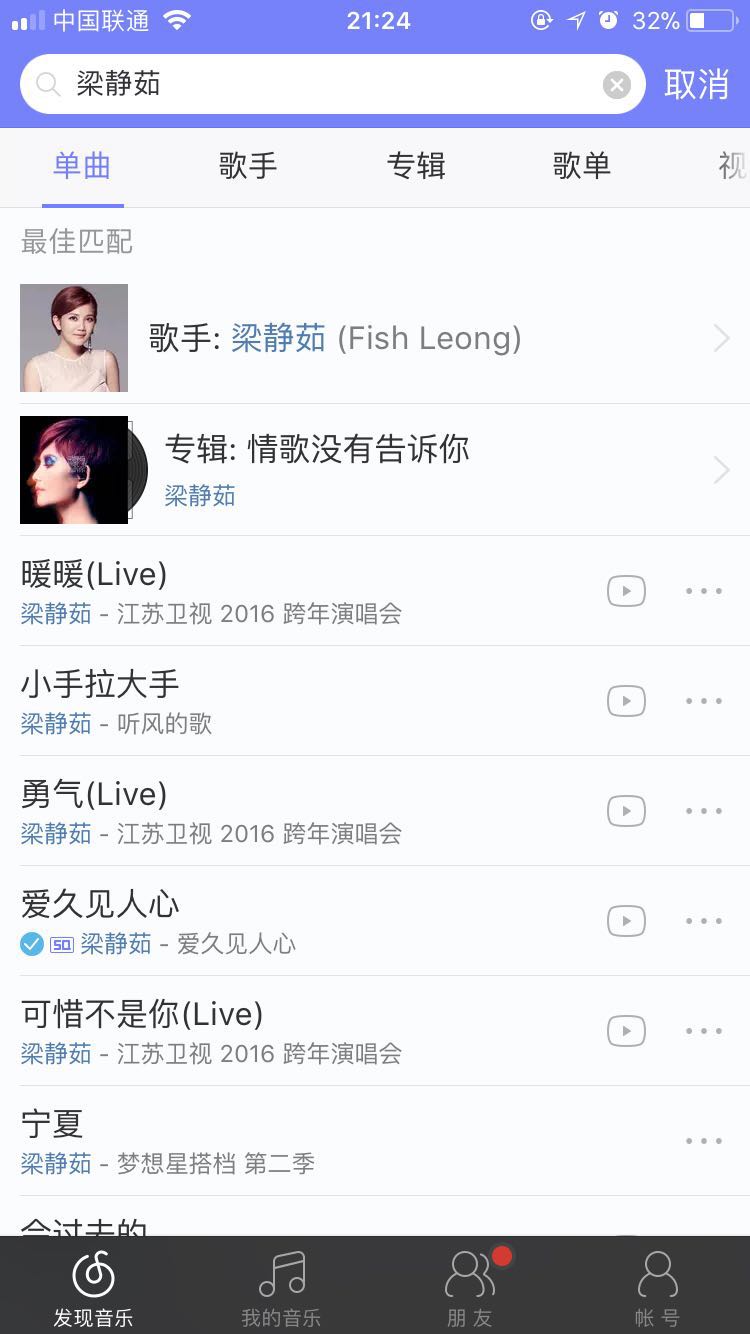 中国联通
21:24
32%
梁静茹
取消
单曲
歌手
专辑
歌单
视
最佳匹配
歌手: 梁静茹 (Fish Leong)
专辑: 情歌没有告诉你
梁静茹
暖暖(Live)
梁静茹 - 江苏卫视 2016 跨年演唱会
小手拉大手
梁静茹 - 听风的歌
勇气(Live)
梁静茹 - 江苏卫视 2016 跨年演唱会
爱久见人心
SQ 梁静茹 - 爱久见人心
可惜不是你(Live)
梁静茹 - 江苏卫视 2016 跨年演唱会
宁夏
梁静茹 - 梦想星搭档 第二季
会过去的
发现音乐
我的音乐
朋友
帐号